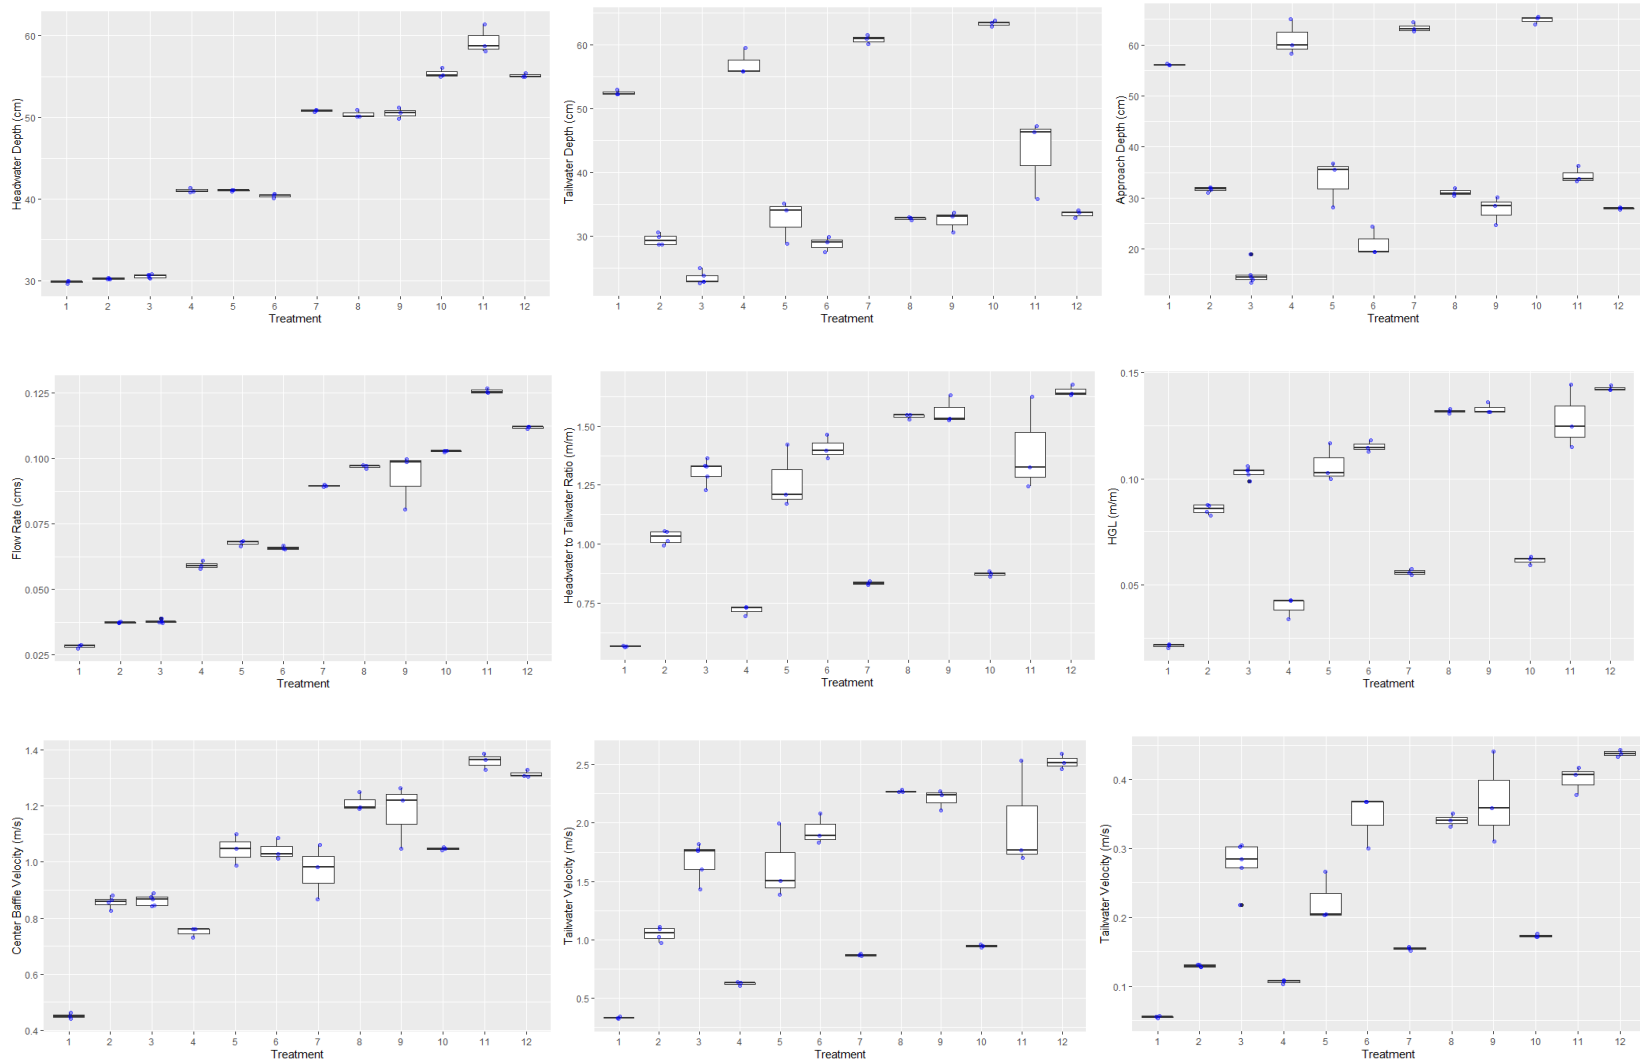 Headwater Depth (cm)
60
50
40
30
1 2 3 4 5 6 7 8 9 10 11 12
Treatment
Tailwater Depth (cm)
60
50
40
30
1 2 3 4 5 6 7 8 9 10 11 12
Treatment
Approach Depth (cm)
60
50
40
30
20
1 2 3 4 5 6 7 8 9 10 11 12
Treatment
Flow Rate (cms)
0.125
0.100
0.075
0.050
0.025
1 2 3 4 5 6 7 8 9 10 11 12
Treatment
Headwater to Tailwater Ratio (m/m)
1.50
1.25
1.00
0.75
1 2 3 4 5 6 7 8 9 10 11 12
Treatment
HGL (m/m)
0.15
0.10
0.05
1 2 3 4 5 6 7 8 9 10 11 12
Treatment
Center Baffle Velocity (m/s)
1.4
1.2
1.0
0.8
0.6
0.4
1 2 3 4 5 6 7 8 9 10 11 12
Treatment
Tailwater Velocity (m/s)
2.5
2.0
1.5
1.0
0.5
1 2 3 4 5 6 7 8 9 10 11 12
Treatment
Tailwater Velocity (m/s)
0.4
0.3
0.2
0.1
1 2 3 4 5 6 7 8 9 10 11 12
Treatment